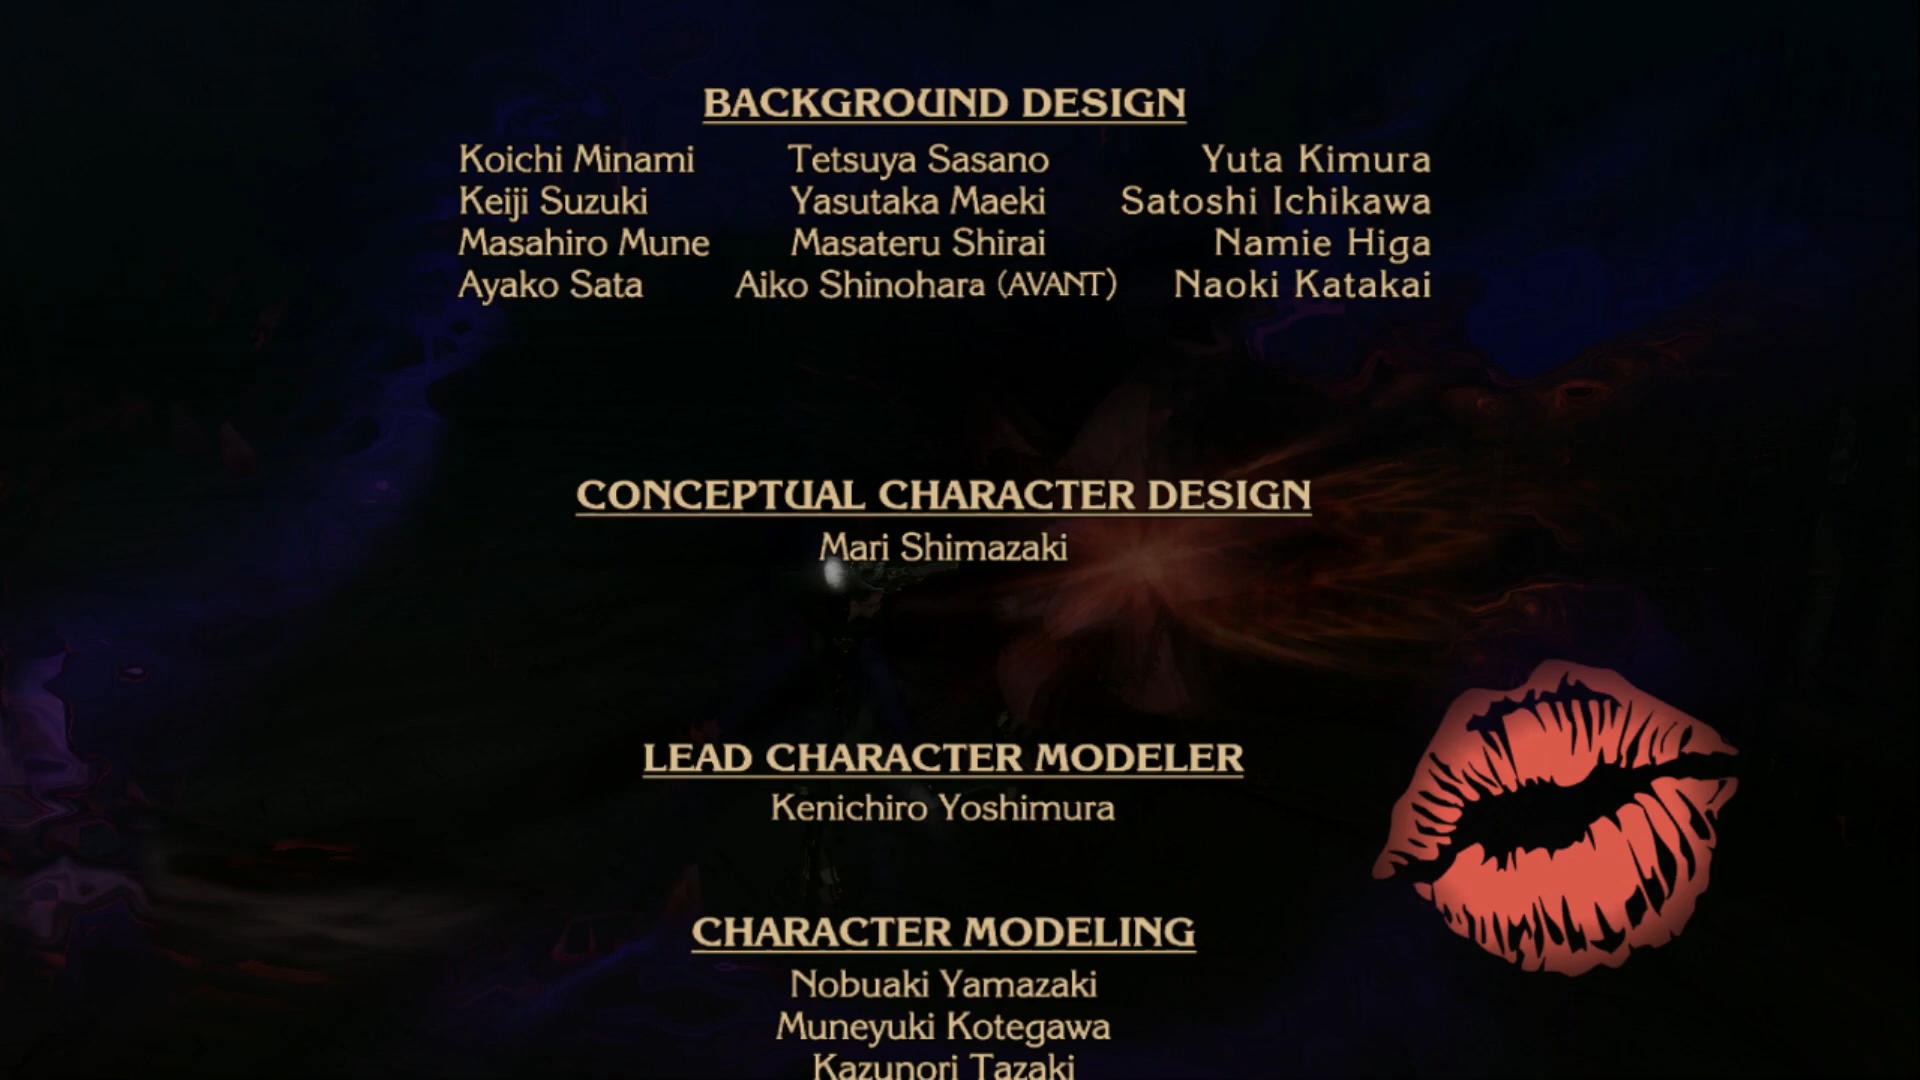 BACKGROUND DESIGN
Koichi Minami Tetsuya Sasano Yuta Kimura
Keiji Suzuki Yasutaka Maeki Satoshi Ichikawa
Masahiro Mune Masateru Shirai Namie Higa
Ayako Sata Aiko Shinohara (AVANT) Naoki Katakai
CONCEPTUAL CHARACTER DESIGN
Mari Shimazaki
LEAD CHARACTER MODELER
Kenichiro Yoshimura
CHARACTER MODELING
Nobuaki Yamazaki
Muneyuki Kotegawa
Kazunori Tazaki